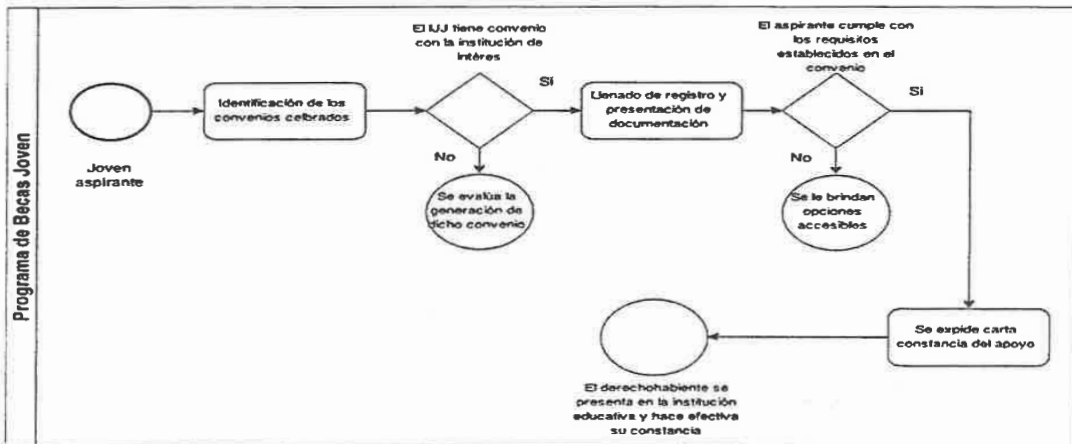 Programa de Becas Joven
Joven
aspirante
Identificación de los
convenios celbrados
El IJJ tiene convenio
con la institución de
intéres
Sí
No
Se evalúa la
generación de
dicho convenio
Llenado de registro y
presentación de
documentación
El aspirante cumple con
los requisitos
establecidos en el
convenio
Si
No
Se le brindan
opciones
accesibles
Se expide carta
constancia del apoyo
El derechohabiente se
presenta en la institución
educativa y hace efectiva
su constancia